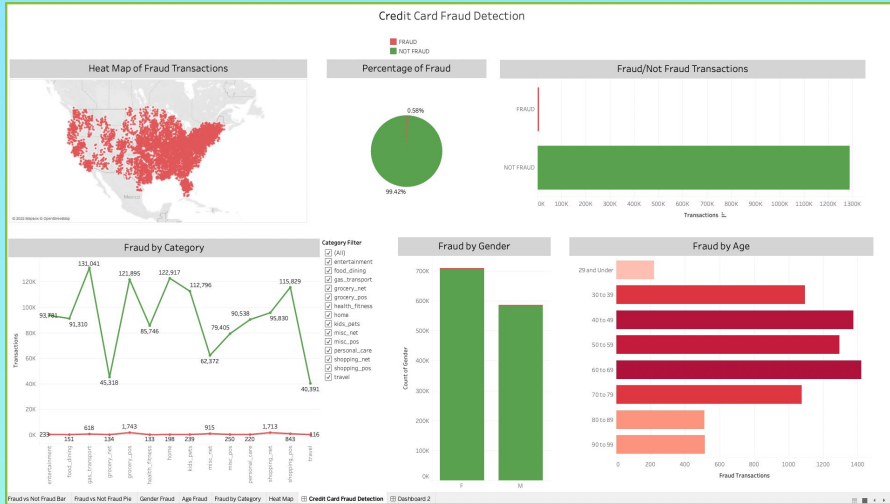 Credit Card Fraud Detection
FRAUD
NOT FRAUD
Heat Map of Fraud Transactions
Mexico
© 2022 Mapbox © OpenStreetMap
Percentage of Fraud
0.58%
99.42%
Fraud/Not Fraud Transactions
FRAUD
NOT FRAUD
0K 100K 200K 300K 400K 500K 600K 700K 800K 900K 1000K 1100K 1200K 1300K
Transactions
Fraud by Category
120K
100K
80K
60K
40K
20K
0K
Transactions
91,310
131,041
45,318
121,895
85,746
122,917
112,796
62,372
79,405
90,538
95,830
115,829
40,391
233
151
618
134
1,743
133
198
239
915
250
220
1,713
843
116
entertainment
food_dining
gas_transport
grocery_net
grocery_pos
health_fitness
home
kids_pets
misc_net
misc_pos
personal_care
shopping_net
shopping_pos
travel
Category Filter
(All)
entertainment
food_dining
gas_transport
grocery_net
grocery_pos
health_fitness
home
kids_pets
misc_net
misc_pos
personal_care
shopping_net
shopping_pos
travel
Fraud by Gender
700K
600K
500K
400K
300K
200K
100K
0K
Count of Gender
F M
Fraud by Age
29 and Under
30 to 39
40 to 49
50 to 59
60 to 69
70 to 79
80 to 89
90 to 99
0 200 400 600 800 1000 1200 1400
Fraud Transactions
Fraud vs Not Fraud Bar Fraud vs Not Fraud Pie Gender Fraud Age Fraud Fraud by Category Heat Map Credit Card Fraud Detection Dashboard 2